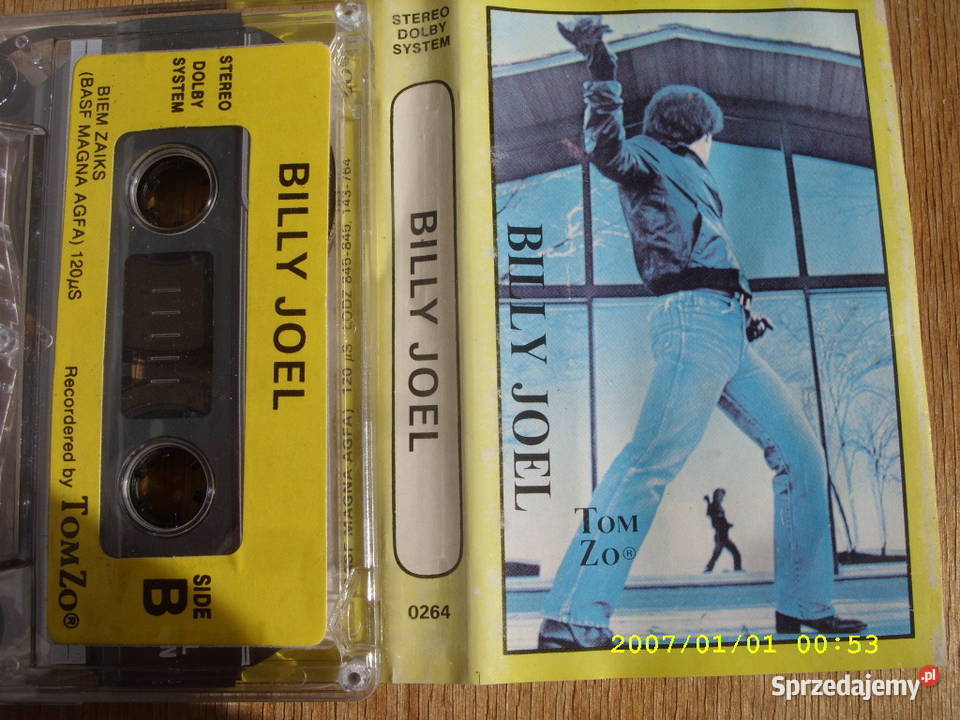 STEREO
DOLBY
SYSTEM
BIEM ZAIKS
(BASF MAGNA AGFA) 120µS
BILLY JOEL
Recordered by TOMZO®
SIDE
B
STEREO
DOLBY
SYSTEM
BILLY JOEL
0264
BILLY JOEL
TOM
ZO®
2007/01/01 00:53
Sprzedajemy.pl